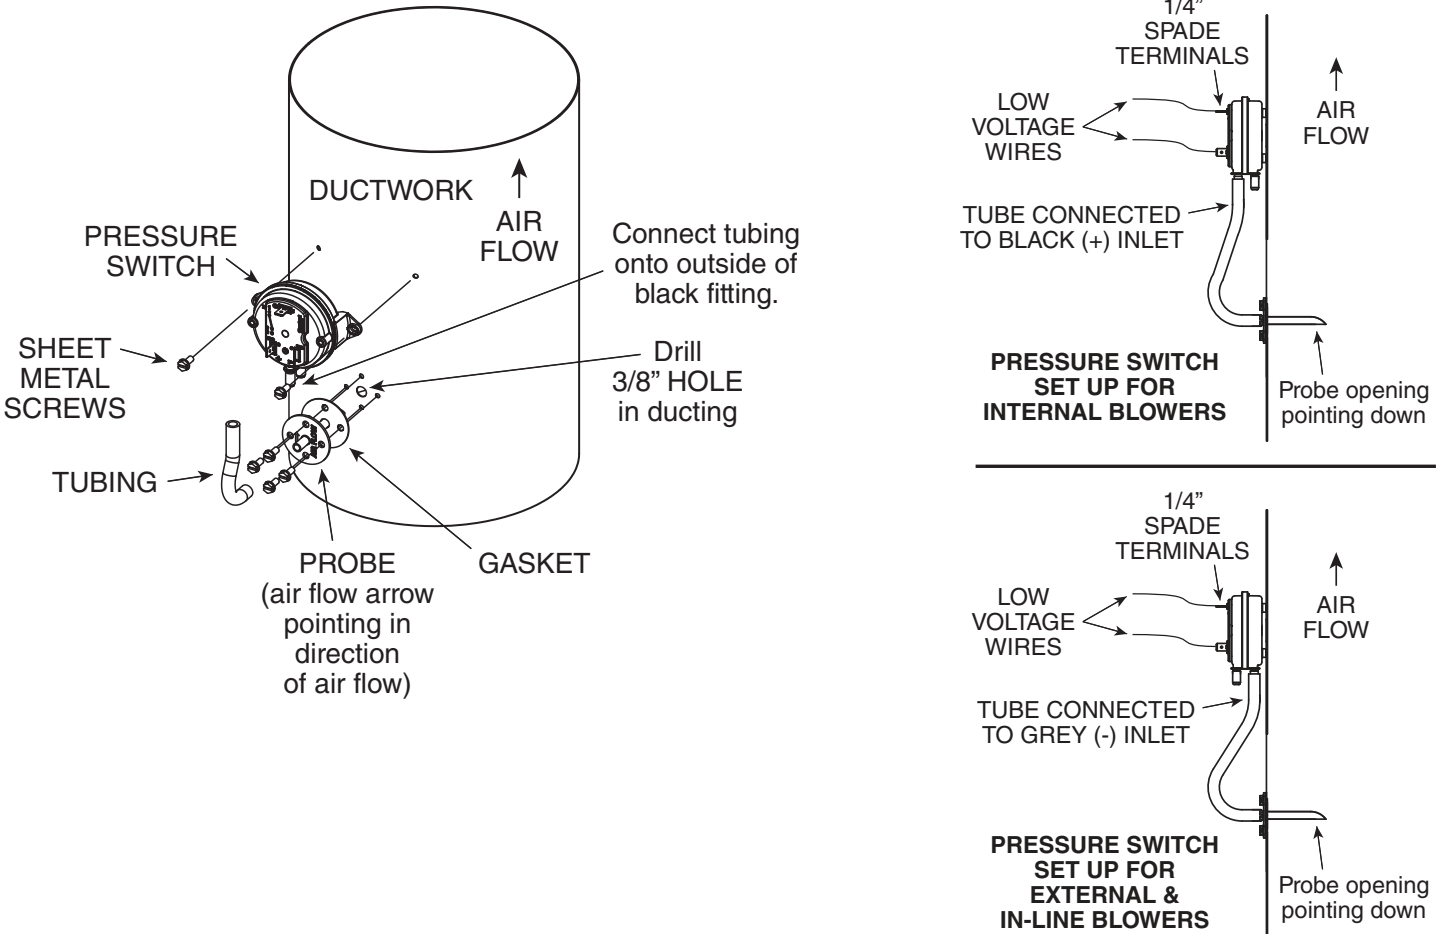 DUCTWORK
AIR
FLOW
PRESSURE
SWITCH
Connect tubing
onto outside of
black fitting.
SHEET
METAL
SCREWS
Drill
3/8” HOLE
in ducting
TUBING
AIR FLOW
PROBE
(air flow arrow
pointing in
direction
of air flow)
GASKET
1/4”
SPADE
TERMINALS
LOW
VOLTAGE
WIRES
AIR
FLOW
TUBE CONNECTED
TO BLACK (+) INLET
PRESSURE SWITCH
SET UP FOR
INTERNAL BLOWERS
Probe opening
pointing down
1/4”
SPADE
TERMINALS
LOW
VOLTAGE
WIRES
AIR
FLOW
TUBE CONNECTED
TO GREY (-) INLET
PRESSURE SWITCH
SET UP FOR
EXTERNAL &
IN-LINE BLOWERS
Probe opening
pointing down